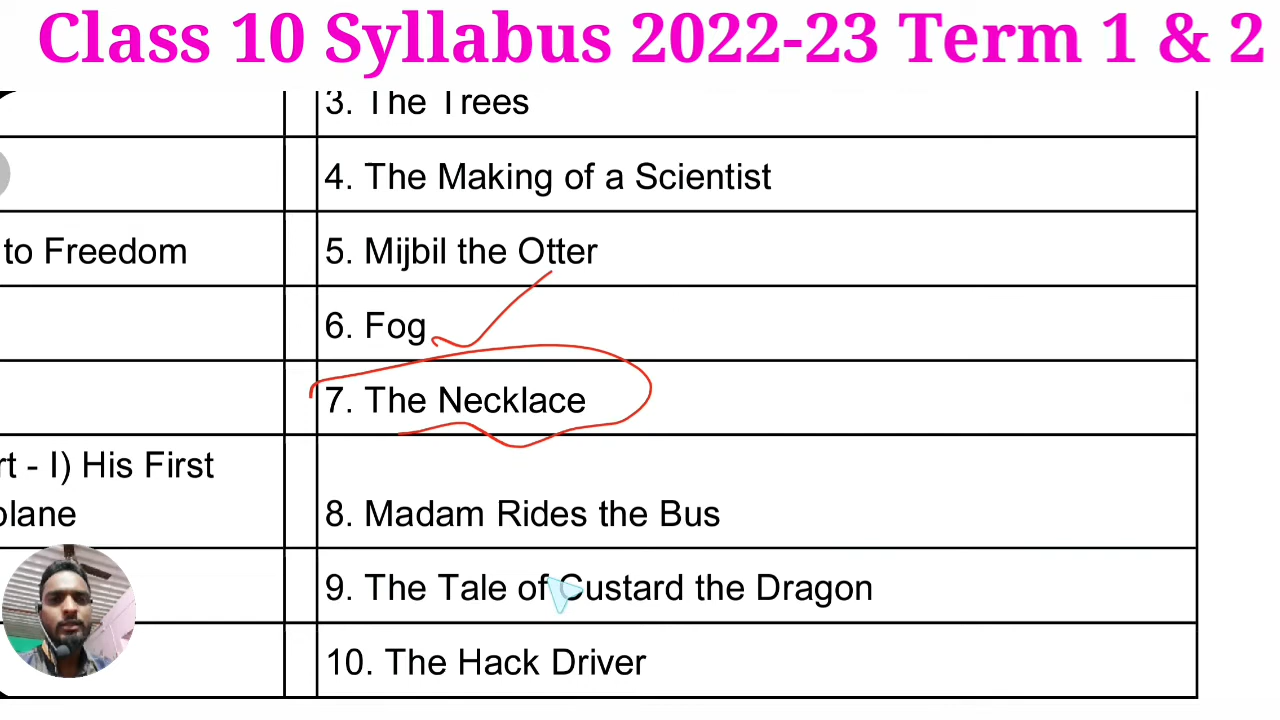 Class 10 Syllabus 2022-23 Term 1 & 2
3. The Trees
4. The Making of a Scientist
to Freedom
5. Mijbil the Otter
6. Fog
7. The Necklace
rt - I) His First
plane
8. Madam Rides the Bus
9. The Tale of Custard the Dragon
10. The Hack Driver